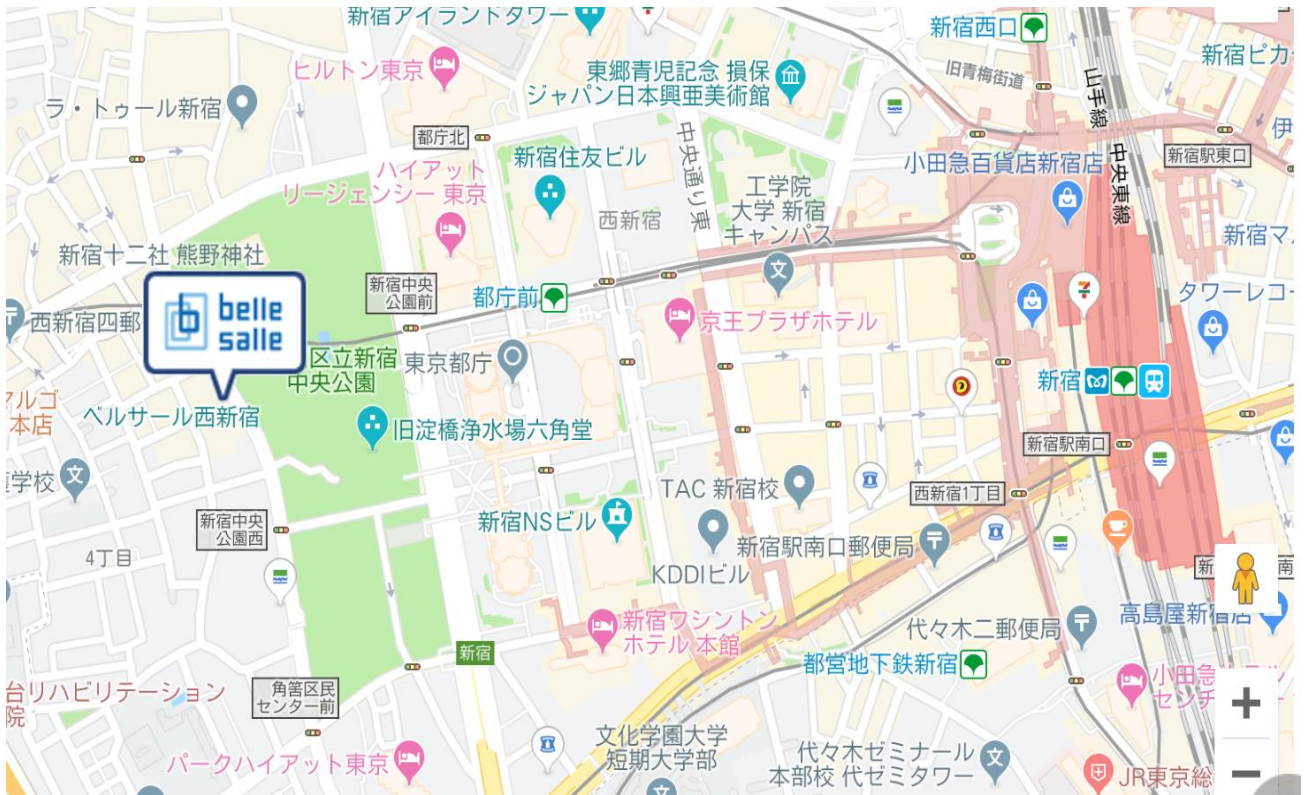 新宿アイランドタワー
新宿西口
ヒルトン東京
東郷青児記念 損保
ジャパン日本興亜美術館
旧青梅街道
山手線
新宿ピカ
ラ・トゥール新宿
都庁北
中央通り東
中央東線
伊
新宿駅東口
新宿住友ビル
小田急百貨店新宿店
ハイアット
リージェンシー 東京
工学院
大学 新宿
キャンパス
西新宿
新宿マ
新宿十二社 熊野神社
新宿中央
公園前
都庁前
タワーレコー
belle
salle
西新宿四郵
京王プラザホテル
区立新宿
中央公園
東京都庁
新宿
アルゴ
本店
ベルサール西新宿
旧淀橋浄水場六角堂
新宿駅南口
学校
TAC 新宿校
西新宿1丁目
新宿中央
公園西
新宿NSビル
新宿駅南口郵便局
4丁目
KDDIビル
新
南
新宿ワシントン
ホテル 本館
代々木二郵便局
高島屋新宿店
新宿
都営地下鉄新宿
小田急
センチ
台リハビリテーション
院
角筈区民
センター前
文化学園大学
短期大学部
パークハイアット東京
代々木ゼミナール
本部校 代ゼミタワー
JR東京総